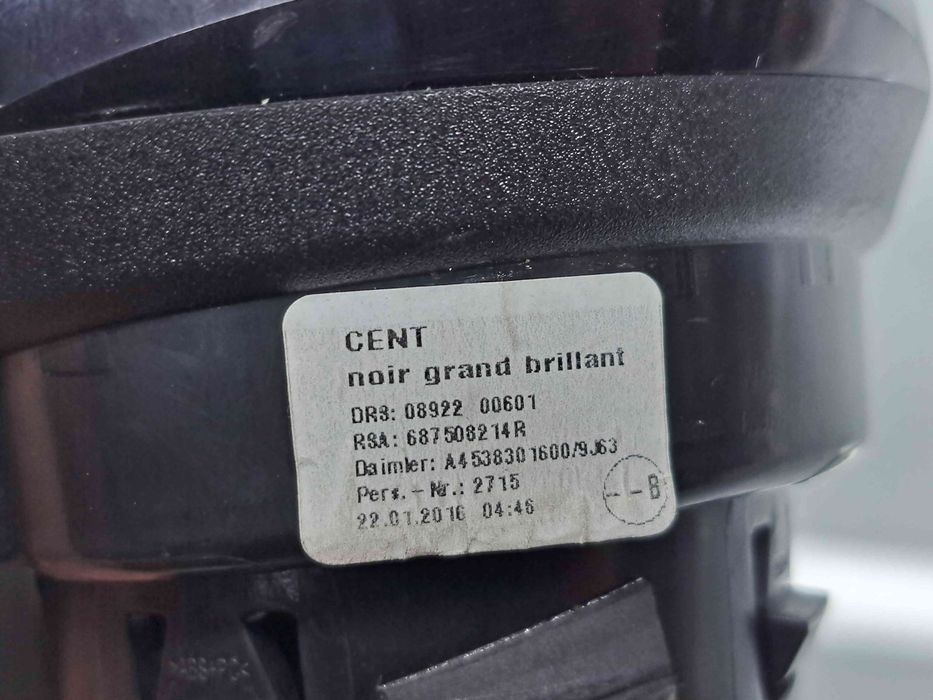 CENT
noir grand brillant
DRS: 08922 00601
RSA: 687508214R
Daimler: A4538301600/9J63
Pers. - Nr.: 2715
22.01.2016 04:46
--B